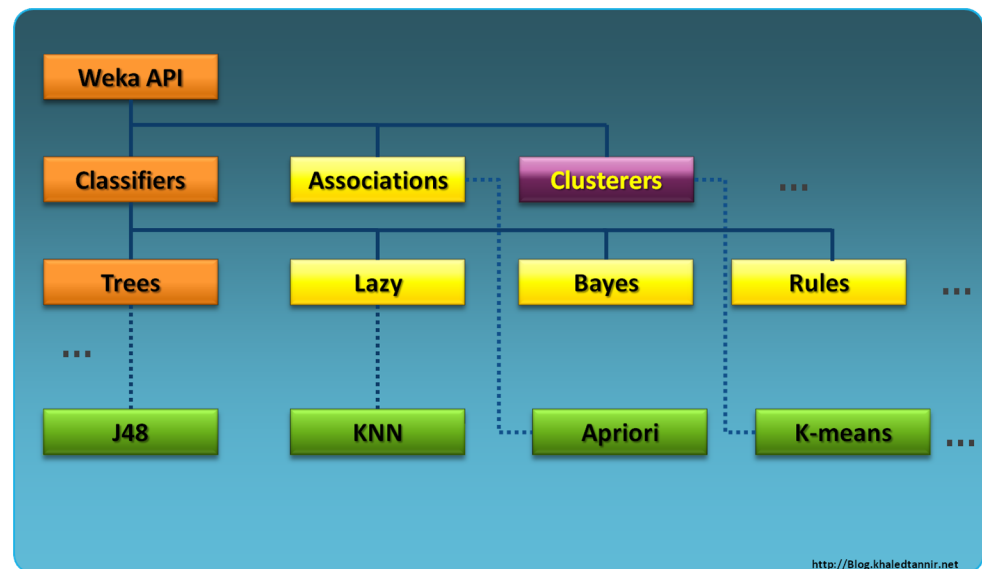 Weka API
Classifiers
Associations
Clusterers
...
Trees
Lazy
Bayes
Rules
...
...
J48
KNN
Apriori
K-means
...
http://Blog.khaledtannir.net